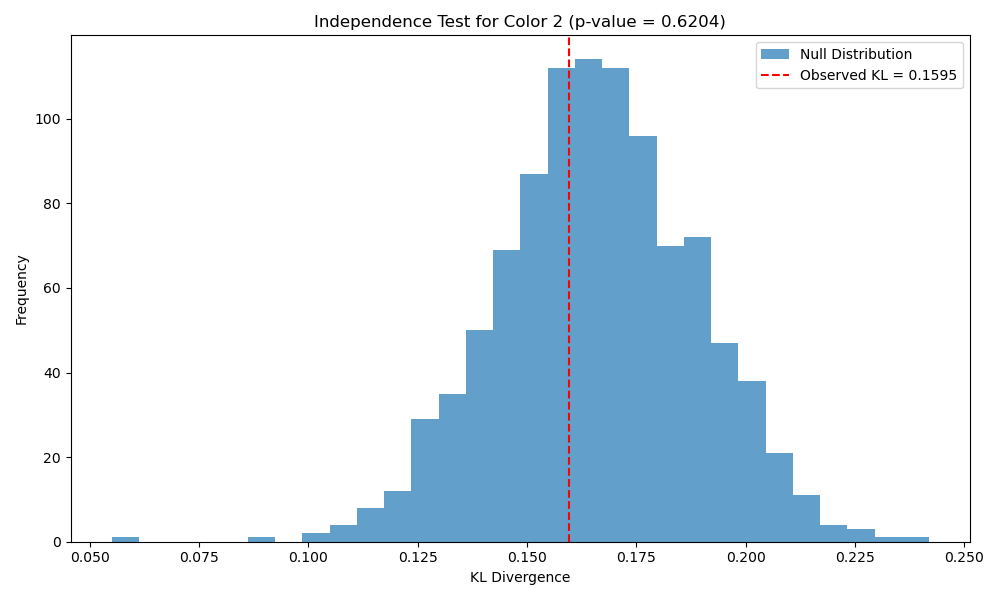 Independence Test for Color 2 (p-value = 0.6204)
Null Distribution
Observed KL = 0.1595
Frequency
100
80
60
40
20
0
0.050 0.075 0.100 0.125 0.150 0.175 0.200 0.225 0.250
KL Divergence